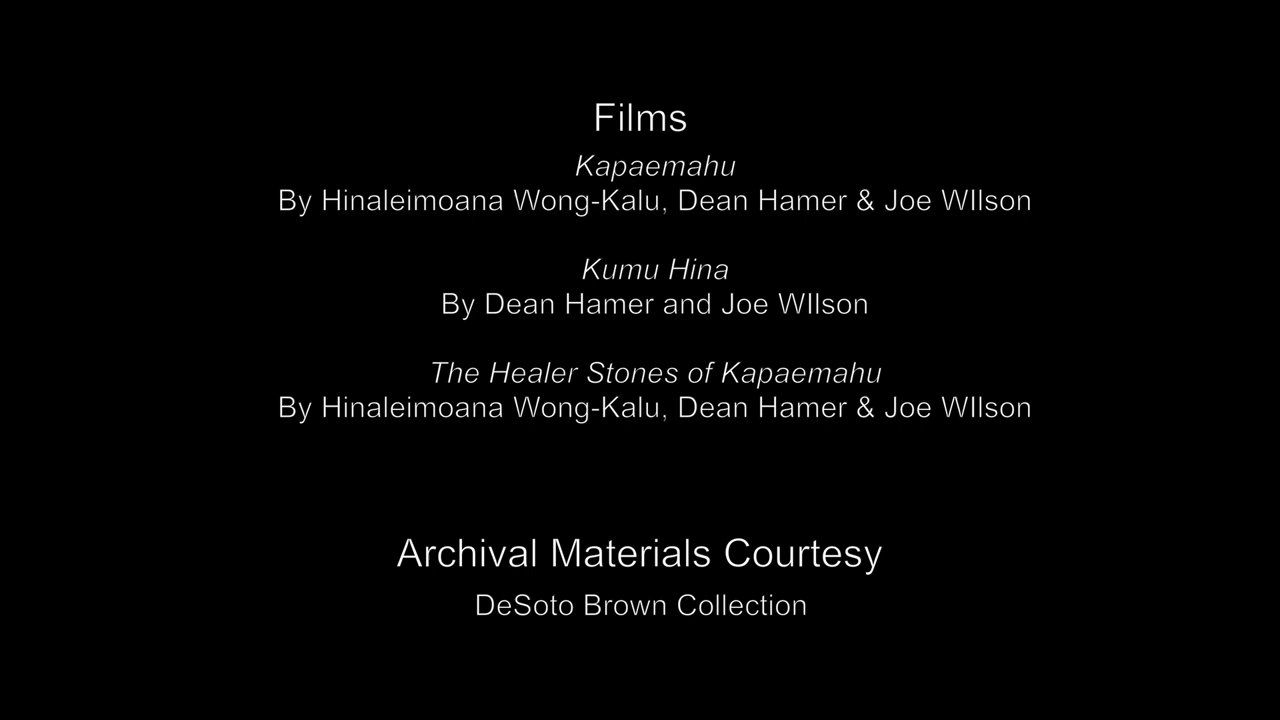 Films
Kapaemahu
By Hinaleimoana Wong-Kalu, Dean Hamer & Joe WIlson
Kumu Hina
By Dean Hamer and Joe WIlson
The Healer Stones of Kapaemahu
By Hinaleimoana Wong-Kalu, Dean Hamer & Joe WIlson
Archival Materials Courtesy
DeSoto Brown Collection